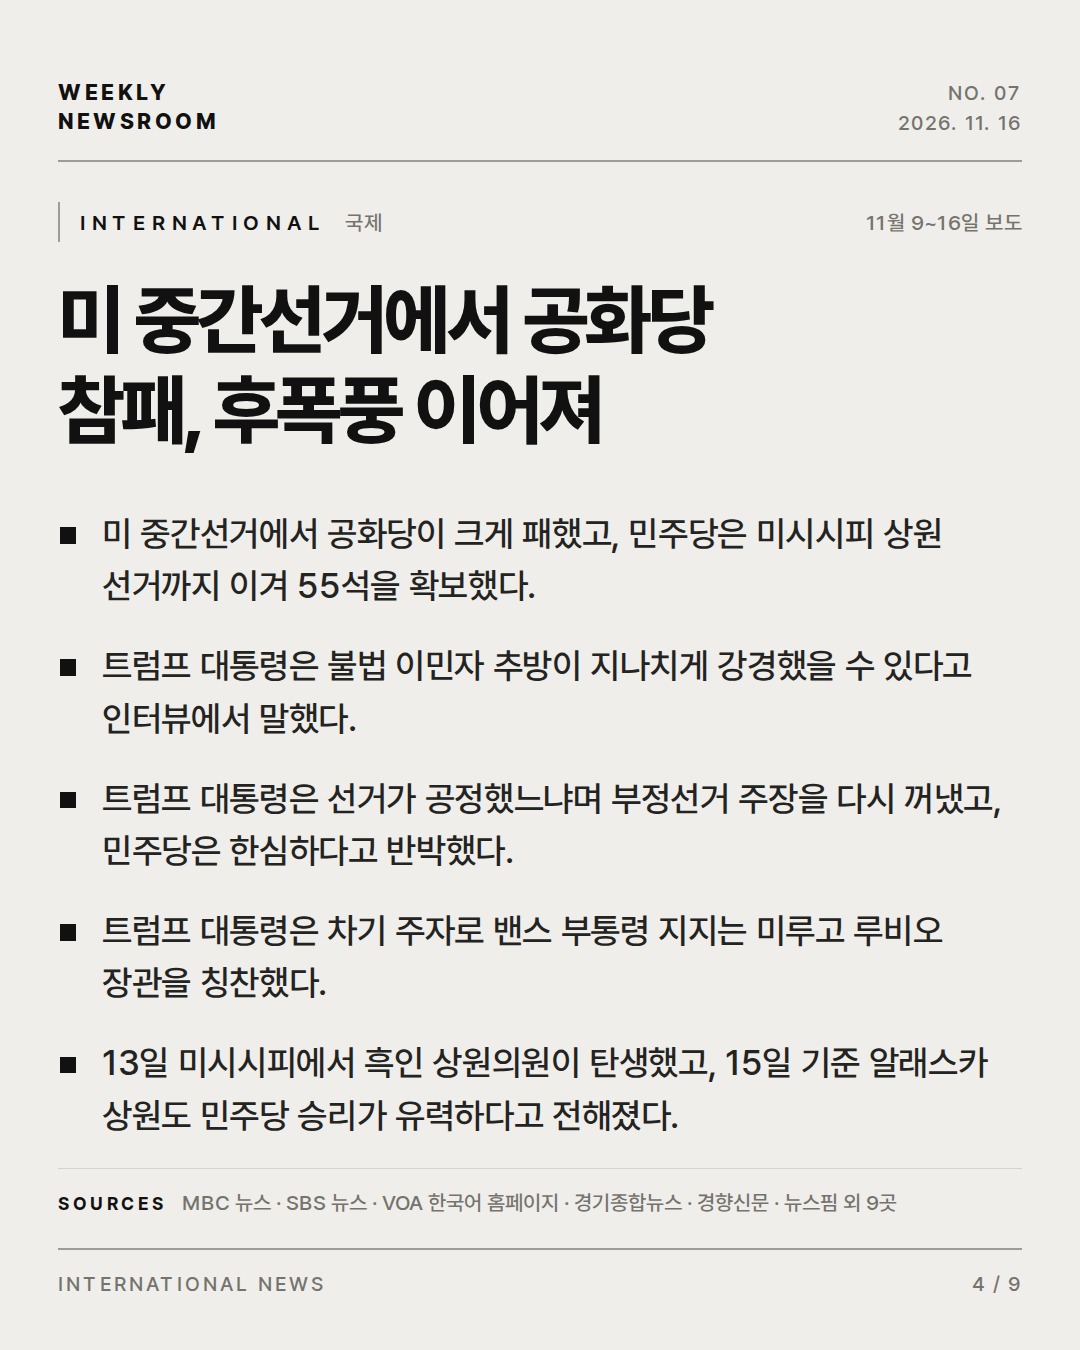 WEEKLY
NEWSROOM
NO. 07
2026. 11. 16
INTERNATIONAL 국제
11월 9~16일 보도
미 중간선거에서 공화당
참패, 후폭풍 이어져
■ 미 중간선거에서 공화당이 크게 패했고, 민주당은 미시시피 상원
선거까지 이겨 55석을 확보했다.
■ 트럼프 대통령은 불법 이민자 추방이 지나치게 강경했을 수 있다고
인터뷰에서 말했다.
■ 트럼프 대통령은 선거가 공정했느냐며 부정선거 주장을 다시 꺼냈고,
민주당은 한심하다고 반박했다.
■ 트럼프 대통령은 차기 주자로 밴스 부통령 지지는 미루고 루비오
장관을 칭찬했다.
■ 13일 미시시피에서 흑인 상원의원이 탄생했고, 15일 기준 알래스카
상원도 민주당 승리가 유력하다고 전해졌다.
SOURCES MBC 뉴스 · SBS 뉴스 · VOA 한국어 홈페이지 · 경기종합뉴스 · 경향신문 · 뉴스핌 외 9곳
INTERNATIONAL NEWS
4 / 9